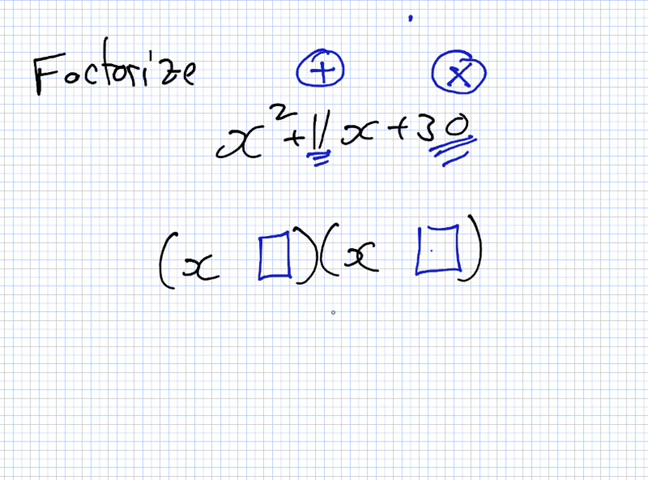 Factorize
+ x
x² + 11x + 30
(x □)(x □)